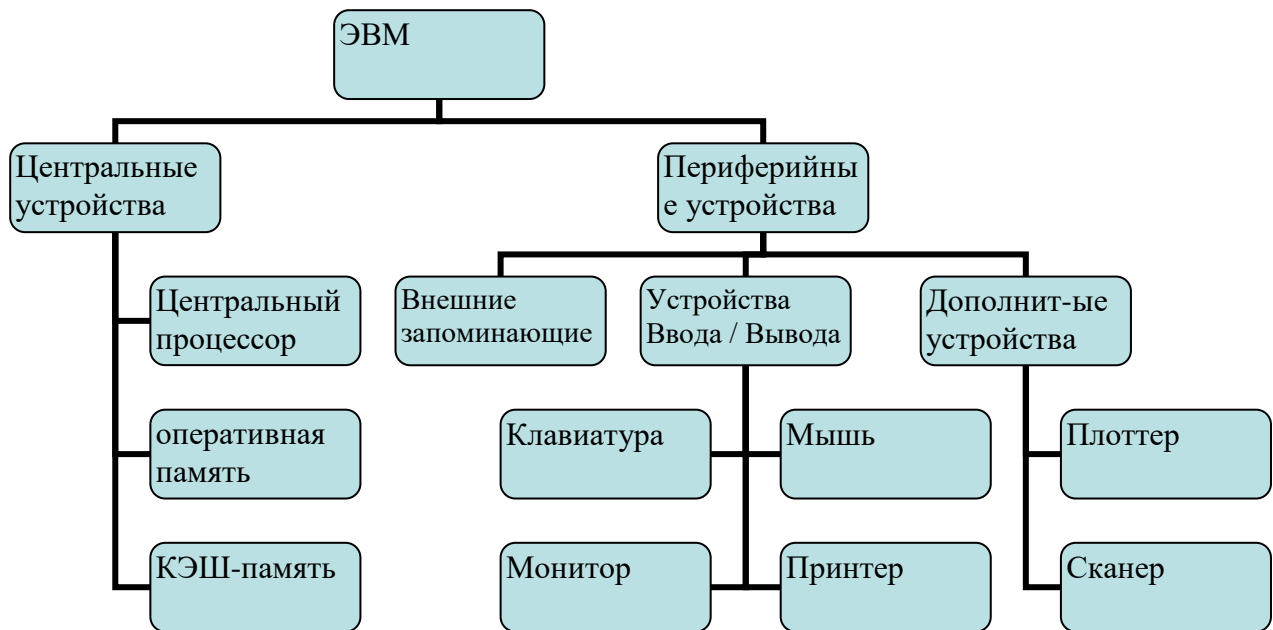 ЭВМ
Центральные
устройства
Периферийны
е устройства
Центральный
процессор
Внешние
запоминающие
Устройства
Ввода / Вывода
Дополнит-ые
устройства
оперативная
память
Клавиатура
Мышь
Плоттер
КЭШ-память
Монитор
Принтер
Сканер